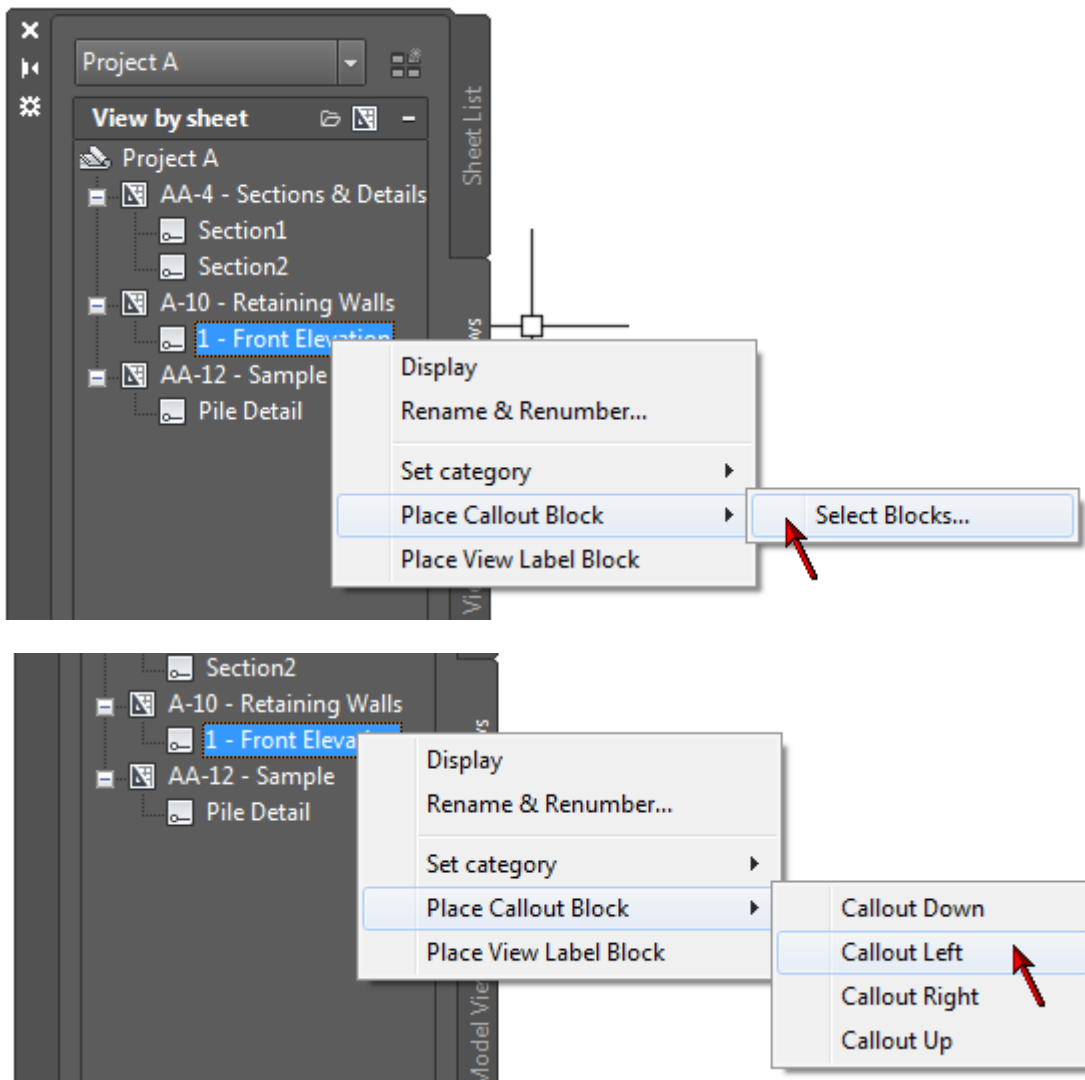 Project A
View by sheet
Project A
AA-4 - Sections & Details
Section1
Section2
A-10 - Retaining Walls
1 - Front Elevation
AA-12 - Sample
Pile Detail
Sheet List
Display
Rename & Renumber...
Set category
Place Callout Block
Place View Label Block
Select Blocks...
Section2
A-10 - Retaining Walls
1 - Front Eleva
AA-12 - Sample
Pile Detail
Display
Rename & Renumber...
Set category
Place Callout Block
Place View Label Block
Callout Down
Callout Left
Callout Right
Callout Up
Model Vie